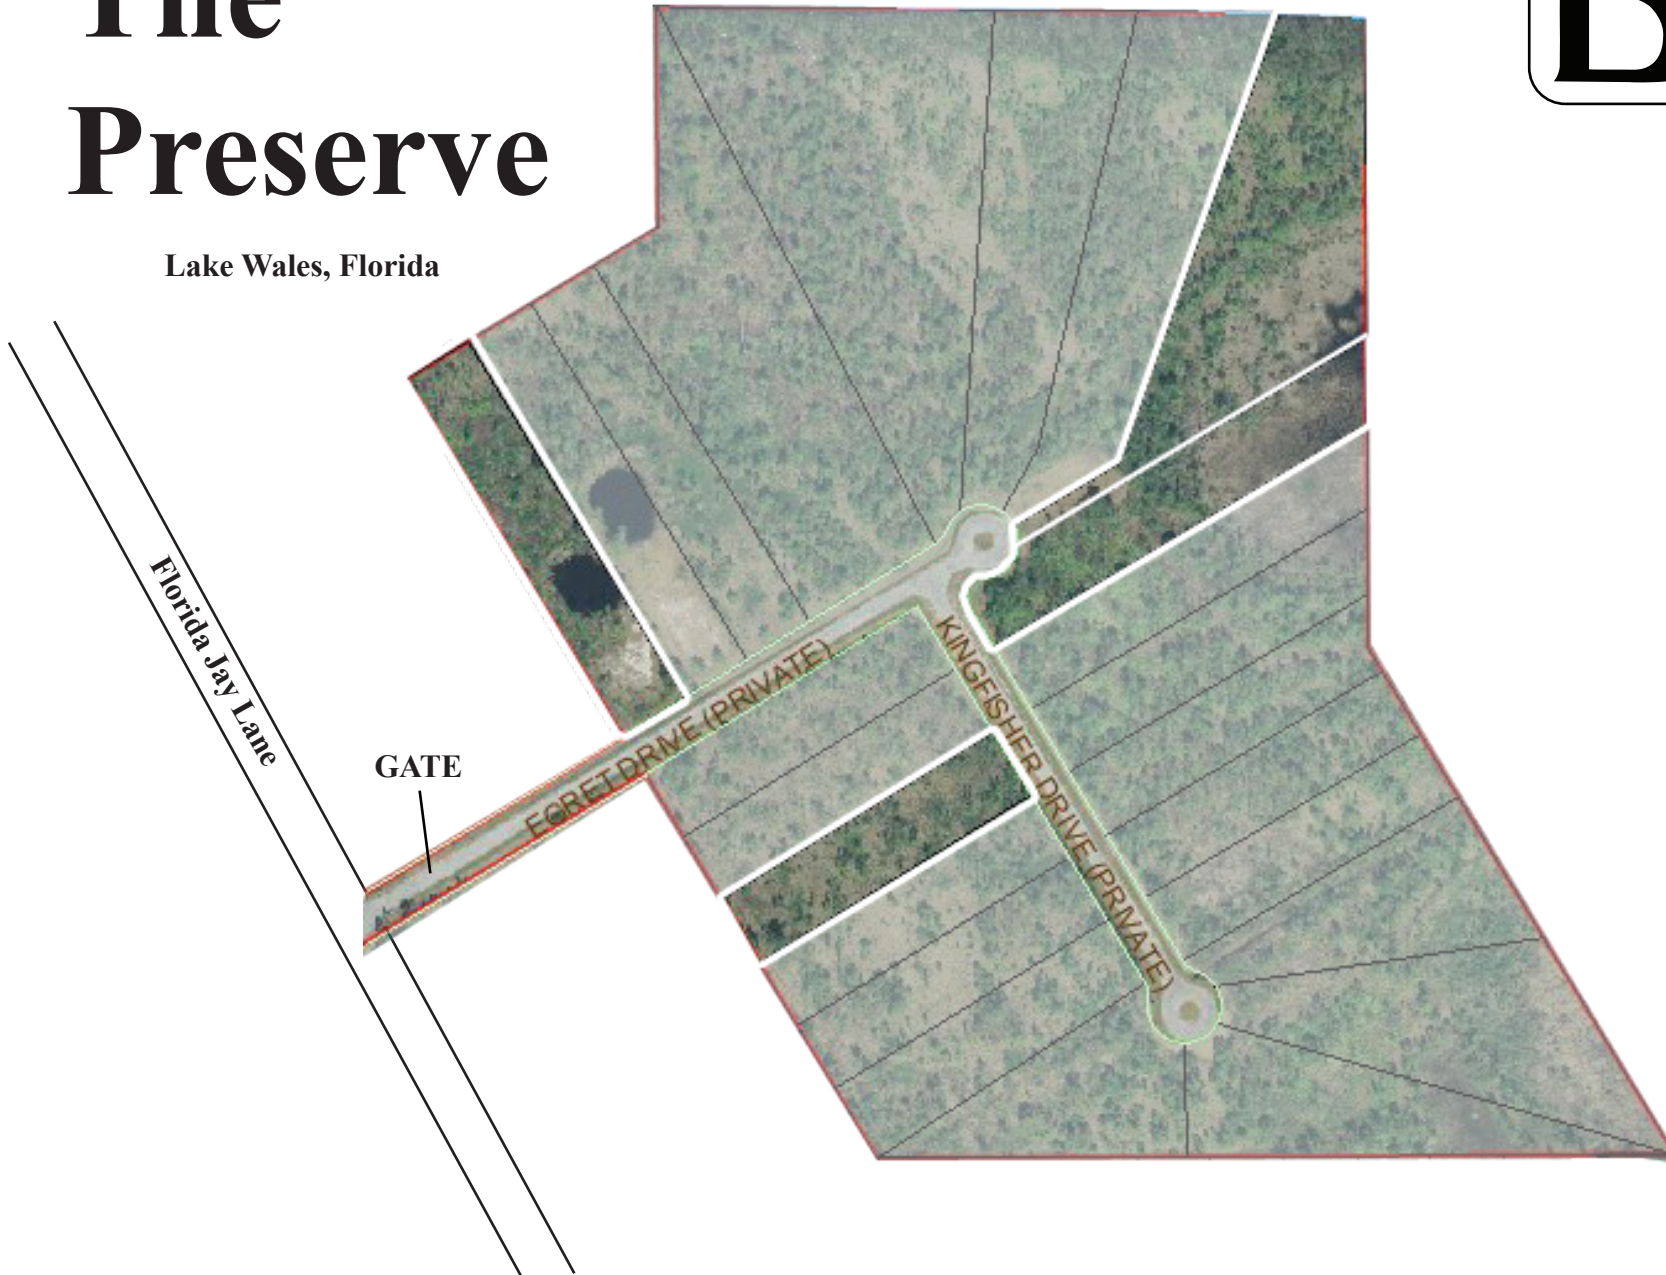 The
Preserve
Lake Wales, Florida
Florida Jay Lane
GATE
EGRET DRIVE (PRIVATE)
KINGFISHER DRIVE (PRIVATE)